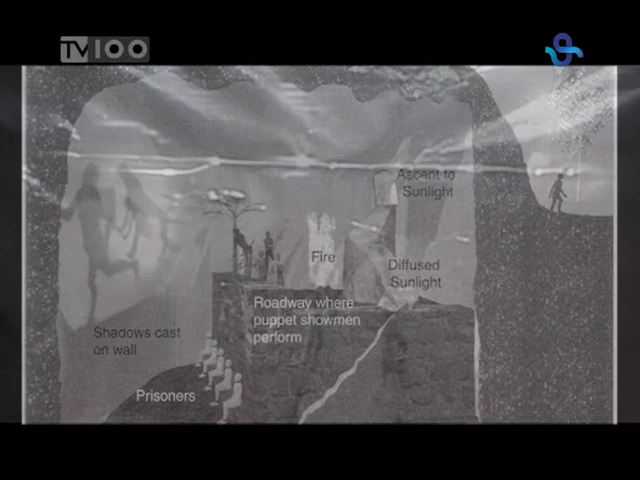 TV100
Ascent to
Sunlight
Fire
Diffused
Sunlight
Roadway where
puppet showmen
perform
Shadows cast
on wall
Prisoners